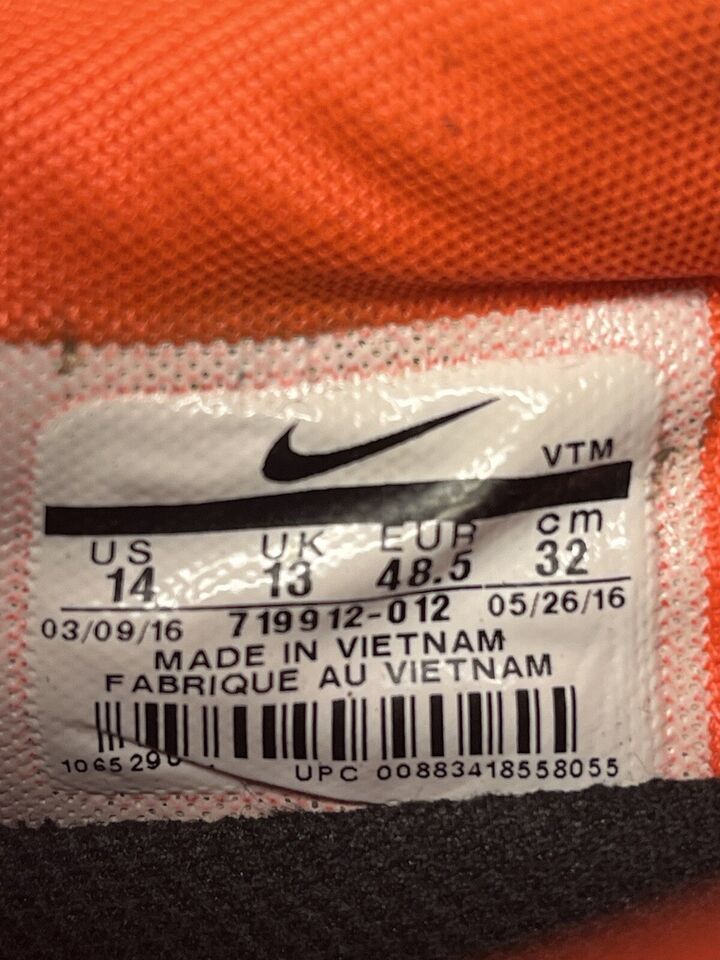 VTM
US UK EUR cm
14 13 48.5 32
03/09/16 719912-012 05/26/16
MADE IN VIETNAM
FABRIQUE AU VIETNAM
UPC 00883418558055